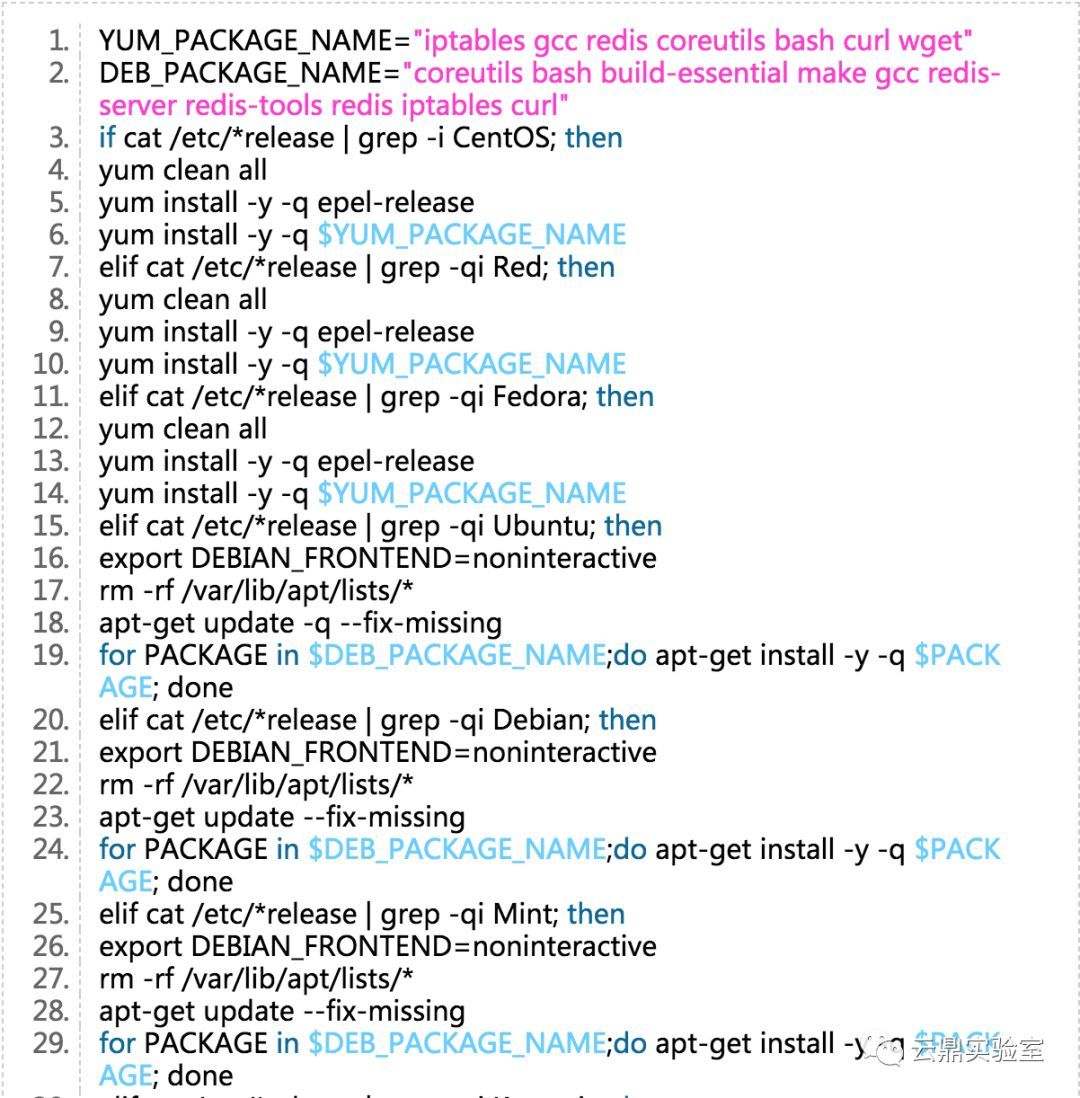 1. YUM_PACKAGE_NAME="iptables gcc redis coreutils bash curl wget"
2. DEB_PACKAGE_NAME="coreutils bash build-essential make gcc redis-
server redis-tools redis iptables curl"
3. if cat /etc/*release | grep -i CentOS; then
4. yum clean all
5. yum install -y -q epel-release
6. yum install -y -q $YUM_PACKAGE_NAME
7. elif cat /etc/*release | grep -qi Red; then
8. yum clean all
9. yum install -y -q epel-release
10. yum install -y -q $YUM_PACKAGE_NAME
11. elif cat /etc/*release | grep -qi Fedora; then
12. yum clean all
13. yum install -y -q epel-release
14. yum install -y -q $YUM_PACKAGE_NAME
15. elif cat /etc/*release | grep -qi Ubuntu; then
16. export DEBIAN_FRONTEND=noninteractive
17. rm -rf /var/lib/apt/lists/*
18. apt-get update -q --fix-missing
19. for PACKAGE in $DEB_PACKAGE_NAME;do apt-get install -y -q $PACK
AGE; done
20. elif cat /etc/*release | grep -qi Debian; then
21. export DEBIAN_FRONTEND=noninteractive
22. rm -rf /var/lib/apt/lists/*
23. apt-get update --fix-missing
24. for PACKAGE in $DEB_PACKAGE_NAME;do apt-get install -y -q $PACK
AGE; done
25. elif cat /etc/*release | grep -qi Mint; then
26. export DEBIAN_FRONTEND=noninteractive
27. rm -rf /var/lib/apt/lists/*
28. apt-get update --fix-missing
29. for PACKAGE in $DEB_PACKAGE_NAME;do apt-get install -y -q $PACK
AGE; done
云鼎实验室